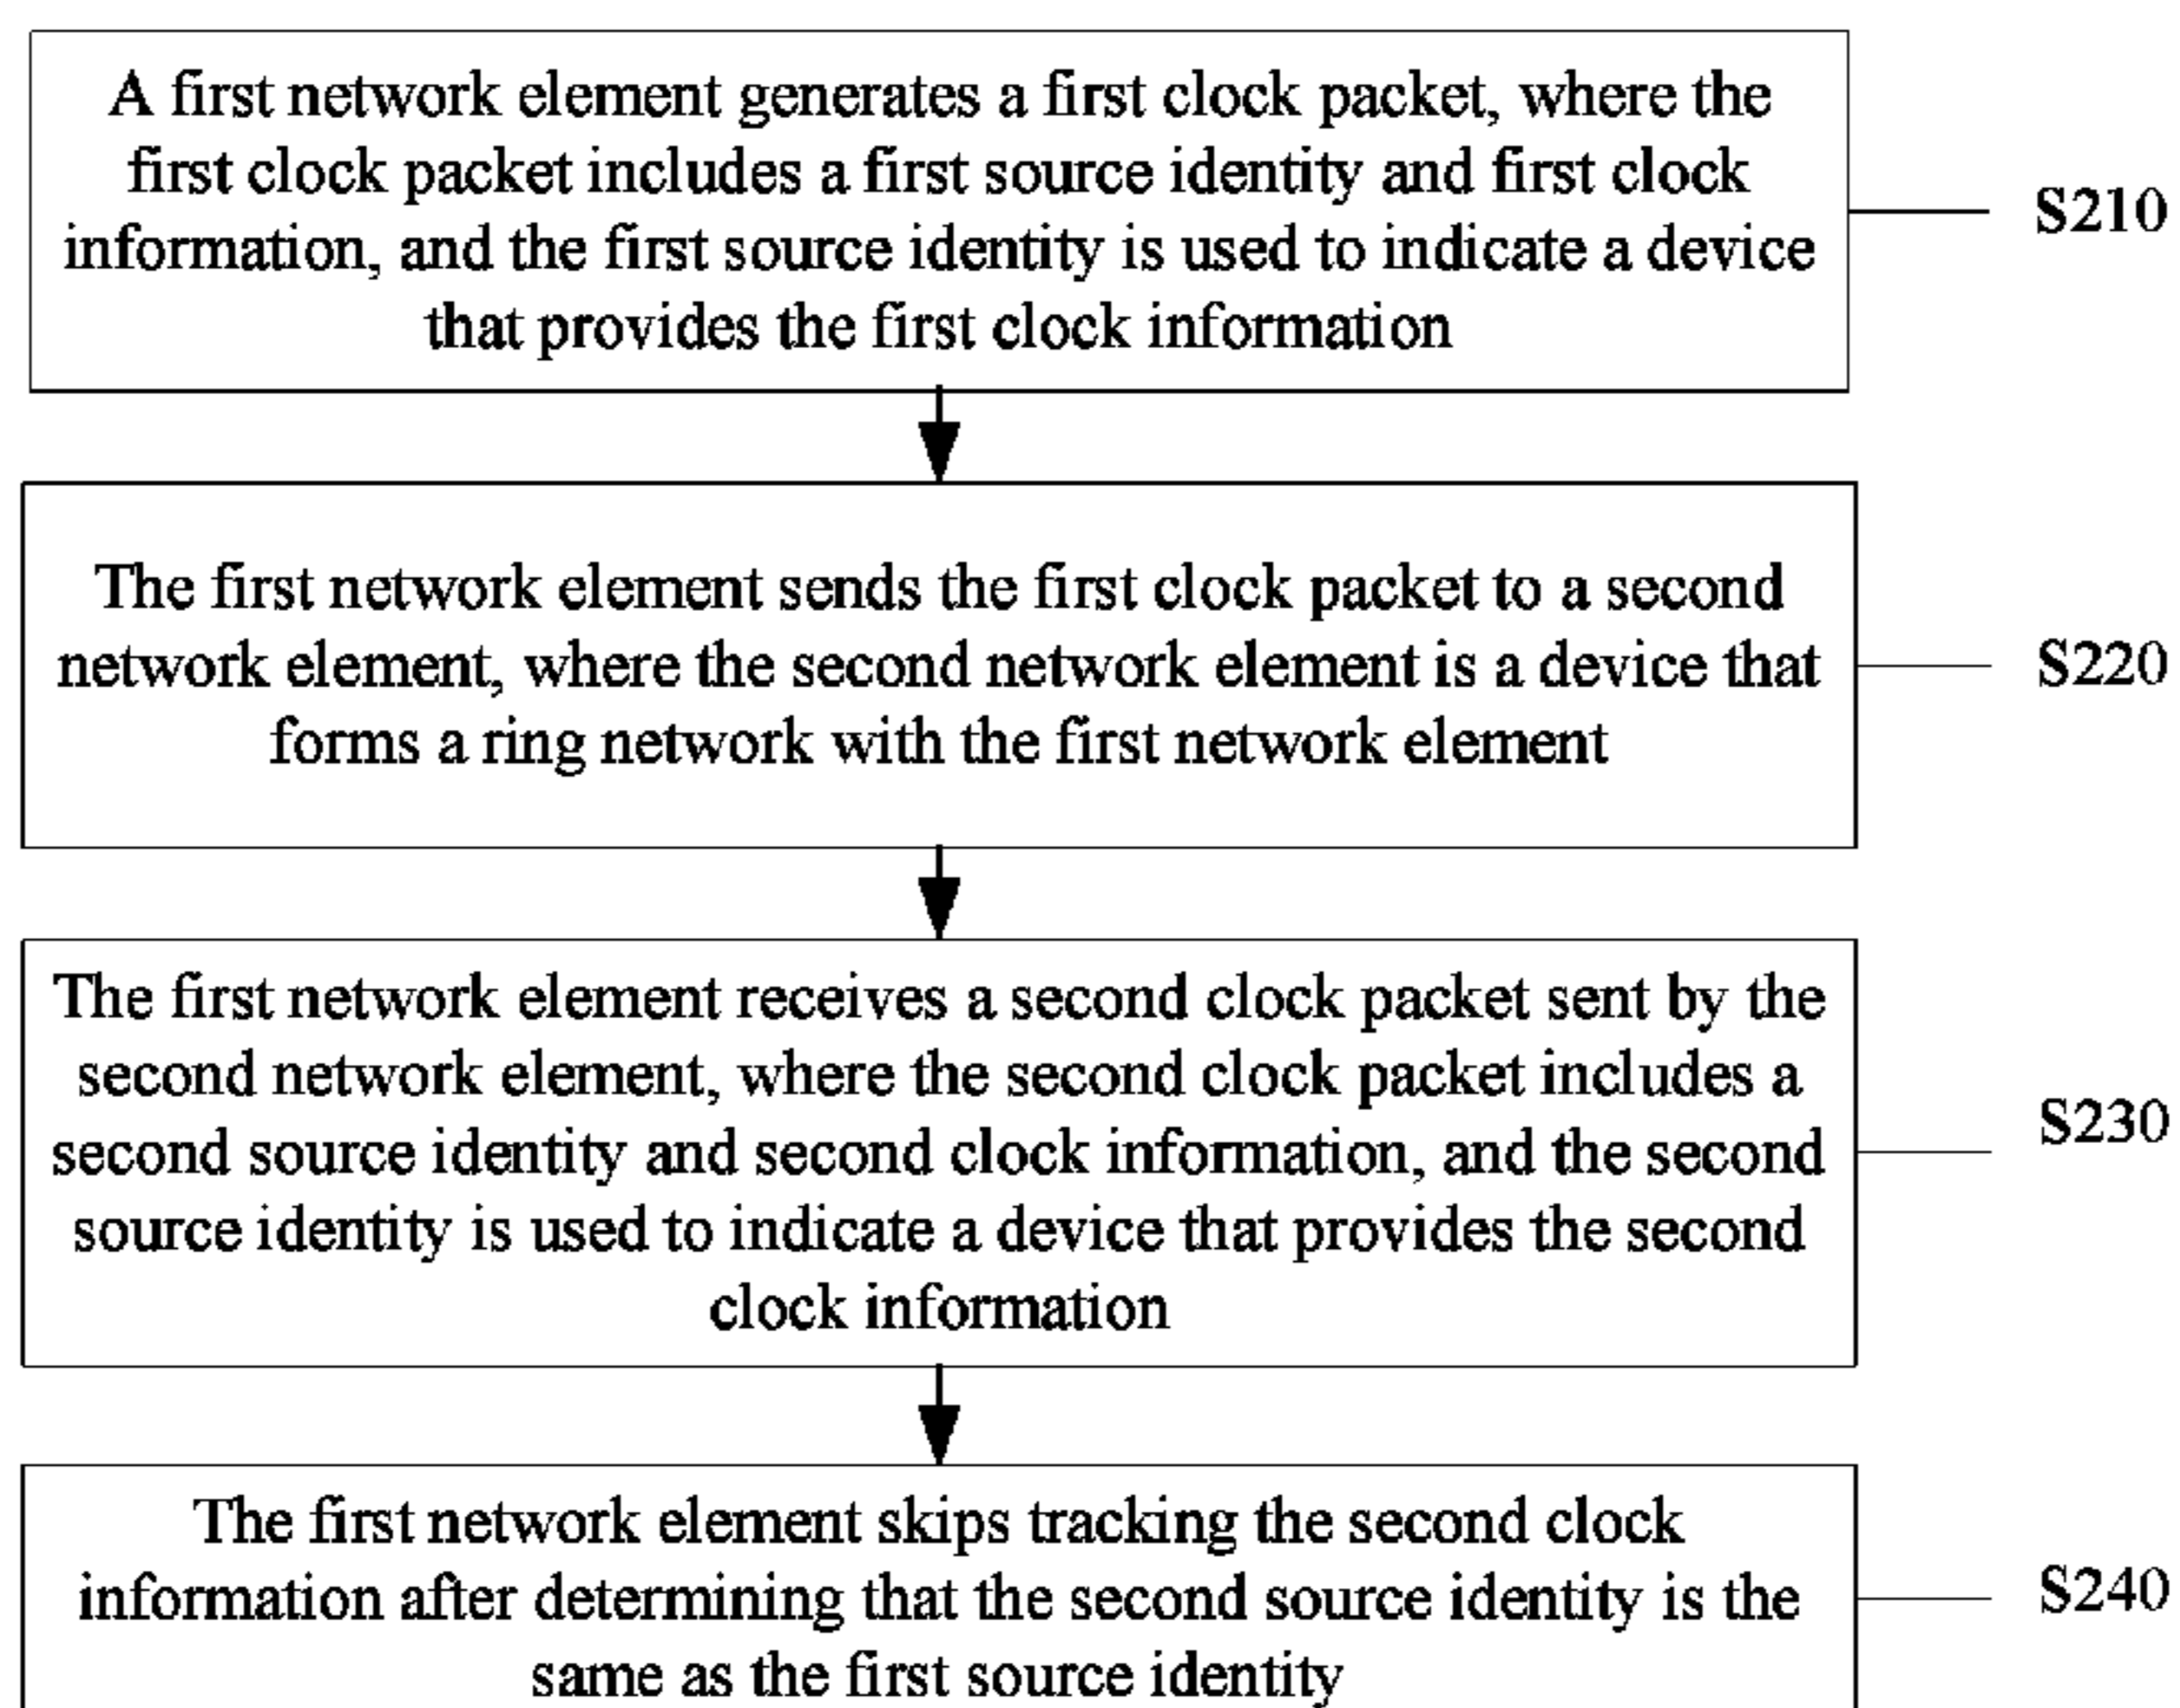 A first network element generates a first clock packet, where the
first clock packet includes a first source identity and first clock
information, and the first source identity is used to indicate a device
that provides the first clock information
S210
The first network element sends the first clock packet to a second
network element, where the second network element is a device that
forms a ring network with the first network element
S220
The first network element receives a second clock packet sent by the
second network element, where the second clock packet includes a
second source identity and second clock information, and the second
source identity is used to indicate a device that provides the second
clock information
S230
The first network element skips tracking the second clock
information after determining that the second source identity is the
same as the first source identity
S240